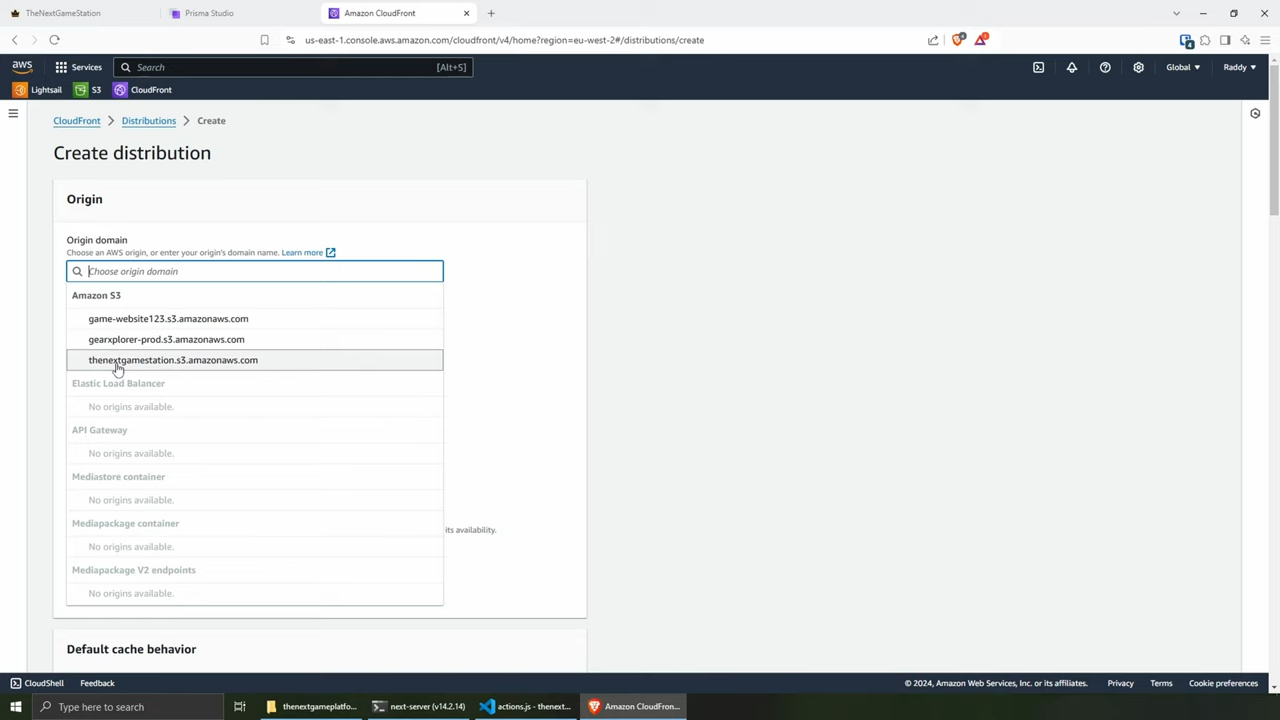 TheNextGameStation
Prisma Studio
Amazon CloudFront
us-east-1.console.aws.amazon.com/cloudfront/v4/home?region=eu-west-2#/distributions/create
aws
Services
Search
[Alt+S]
Global
Raddy
Lightsail
S3
CloudFront
CloudFront
Distributions
Create
Create distribution
Origin
Origin domain
Choose an AWS origin, or enter your origin's domain name. Learn more
Choose origin domain
Amazon S3
game-website123.s3.amazonaws.com
gearxplorer-prod.s3.amazonaws.com
thenextgamestation.s3.amazonaws.com
Elastic Load Balancer
No origins available.
API Gateway
No origins available.
Mediastore container
No origins available.
Mediapackage container
its availability.
No origins available.
Mediapackage V2 endpoints
No origins available.
Default cache behavior
CloudShell
Feedback
© 2024, Amazon Web Services, Inc. or its affiliates.
Privacy
Terms
Cookie preferences
Type here to search
thenextgameplatfo...
next-server (v14.2.14)
actions.js - thenext...
Amazon CloudFron...